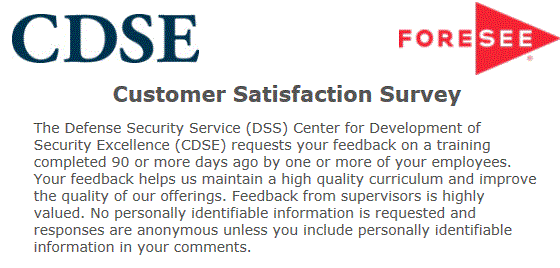 CDSE
FORESEE
Customer Satisfaction Survey
The Defense Security Service (DSS) Center for Development of
Security Excellence (CDSE) requests your feedback on a training
completed 90 or more days ago by one or more of your employees.
Your feedback helps us maintain a high quality curriculum and improve
the quality of our offerings. Feedback from supervisors is highly
valued. No personally identifiable information is requested and
responses are anonymous unless you include personally identifiable
information in your comments.